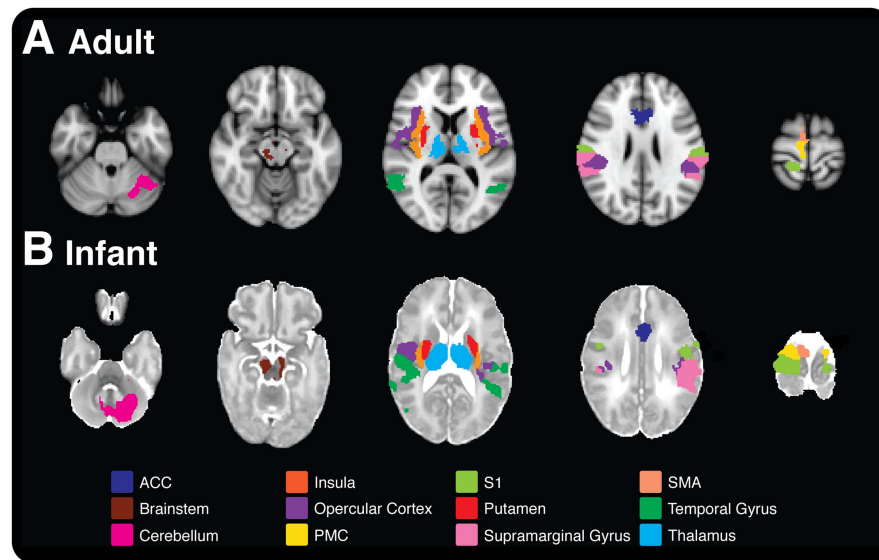 A Adult
B Infant
ACC Insula S1 SMA
Brainstem Opercular Cortex Putamen Temporal Gyrus
Cerebellum PMC Supramarginal Gyrus Thalamus